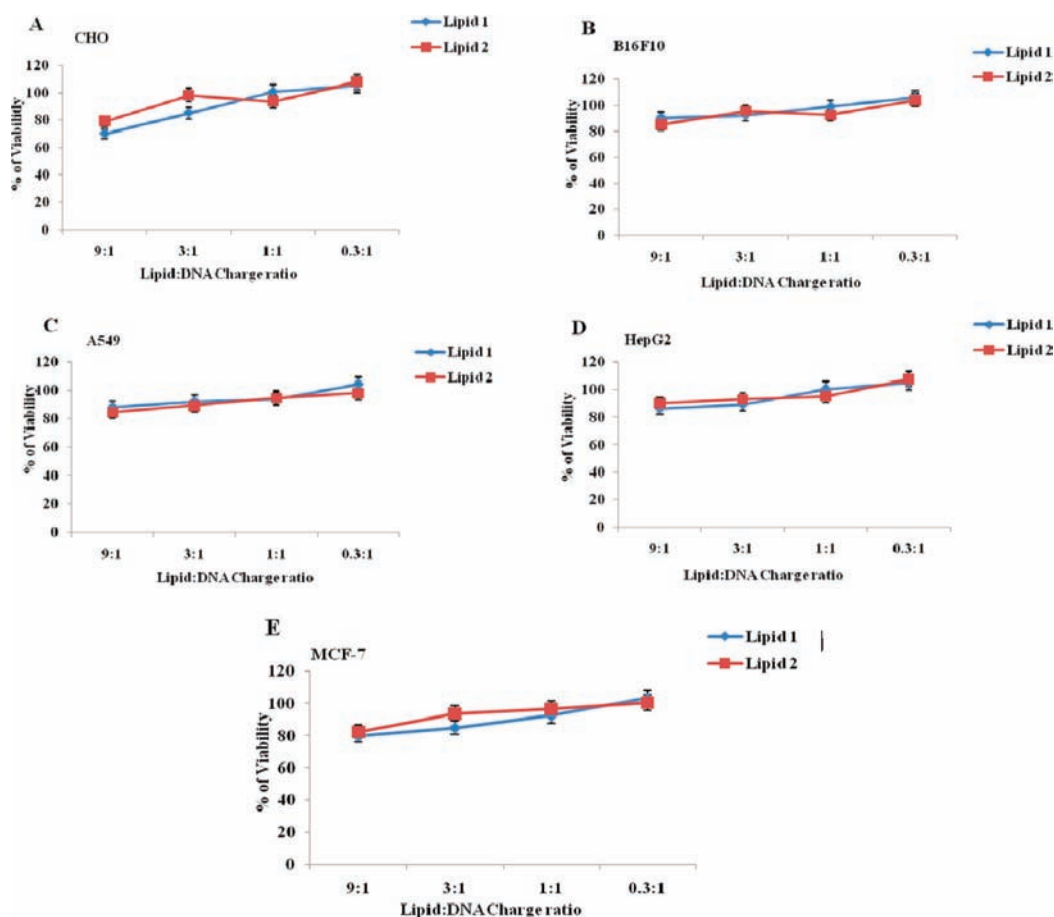 A
CHO
Lipid 1
Lipid 2
% of Viability
120
100
80
60
40
20
0
9:1
3:1
1:1
0.3:1
Lipid:DNA Charge ratio
B
B16F10
Lipid 1
Lipid 2
% of Viability
120
100
80
60
40
20
0
9:1
3:1
1:1
0.3:1
Lipid:DNA Charge ratio
C
A549
Lipid 1
Lipid 2
% of Viability
120
100
80
60
40
20
0
9:1
3:1
1:1
0.3:1
Lipid:DNA Charge ratio
D
HepG2
Lipid 1
Lipid 2
% of Viability
120
100
80
60
40
20
0
9:1
3:1
1:1
0.3:1
Lipid:DNA Charge ratio
E
MCF-7
Lipid 1
Lipid 2
% of Viability
120
100
80
60
40
20
0
9:1
3:1
1:1
0.3:1
Lipid:DNA Charge ratio